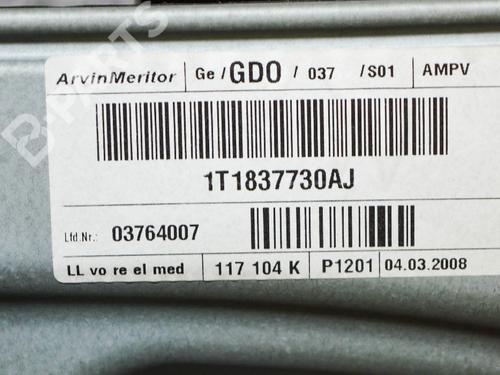 B-PARTS
ArvinMeritor Ge / GDO / 037 / S01 AMPV
1T1837730AJ
Lfd.Nr.: 03764007
LL vo re el med 117 104 K P1201 04.03.2008